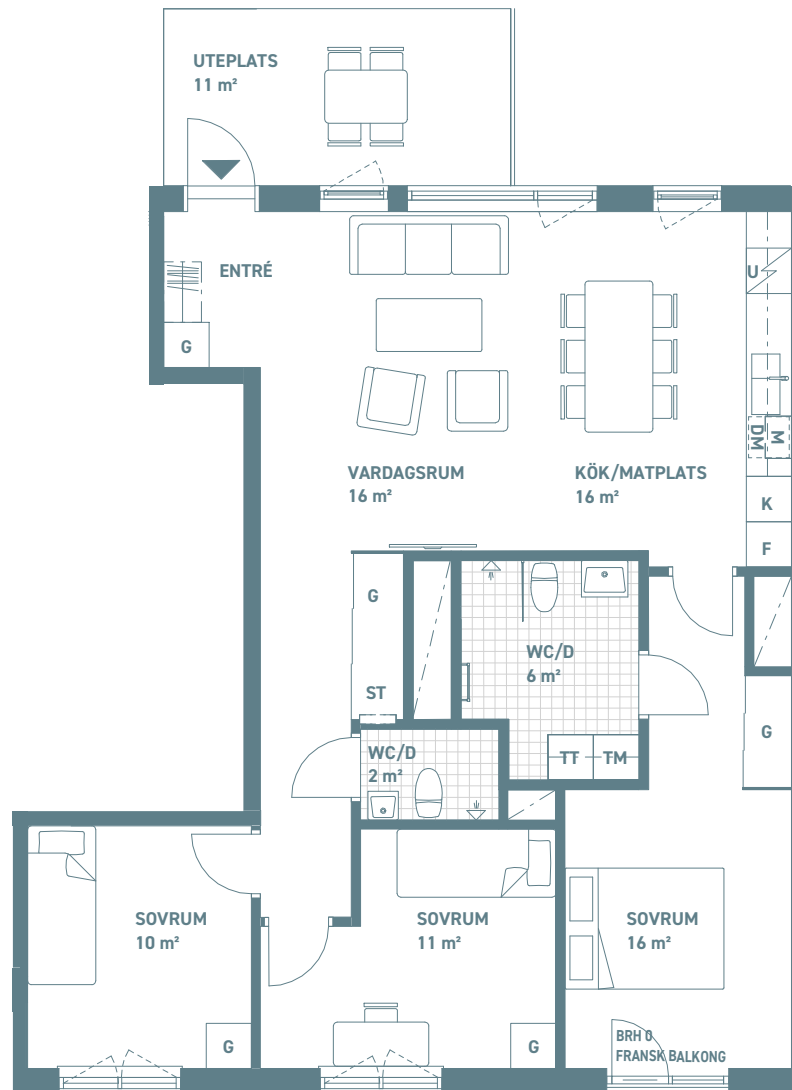 UTEPLATS
11 m²
ENTRÉ
U
G
DM
M
VARDAGSRUM
16 m²
KÖK/MATPLATS
16 m²
K
F
G
WC/D
6 m²
ST
G
WC/D
2 m²
TT
TM
SOVRUM
10 m²
SOVRUM
11 m²
SOVRUM
16 m²
G
G
BRH 0
FRANSK BALKONG